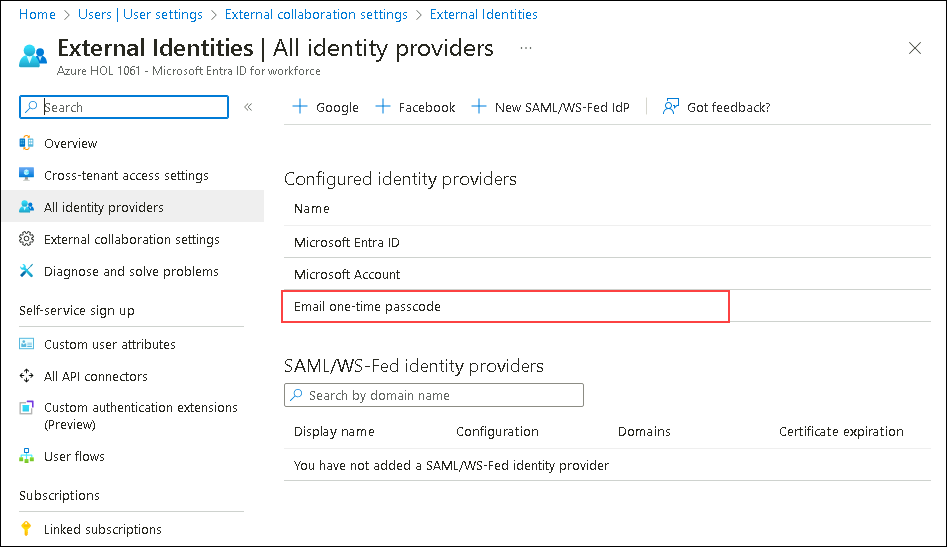 Home > Users | User settings > External collaboration settings > External Identities
External Identities | All identity providers ...
Azure HOL 1061 - Microsoft Entra ID for workforce
Search
«
Overview
Cross-tenant access settings
All identity providers
External collaboration settings
Diagnose and solve problems
Self-service sign up
Custom user attributes
All API connectors
Custom authentication extensions
(Preview)
User flows
Subscriptions
Linked subscriptions
+ Google + Facebook + New SAML/WS-Fed IdP Got feedback?
Configured identity providers
Name
Microsoft Entra ID
Microsoft Account
Email one-time passcode
SAML/WS-Fed identity providers
Search by domain name
Display name Configuration Domains Certificate expiration
You have not added a SAML/WS-Fed identity provider